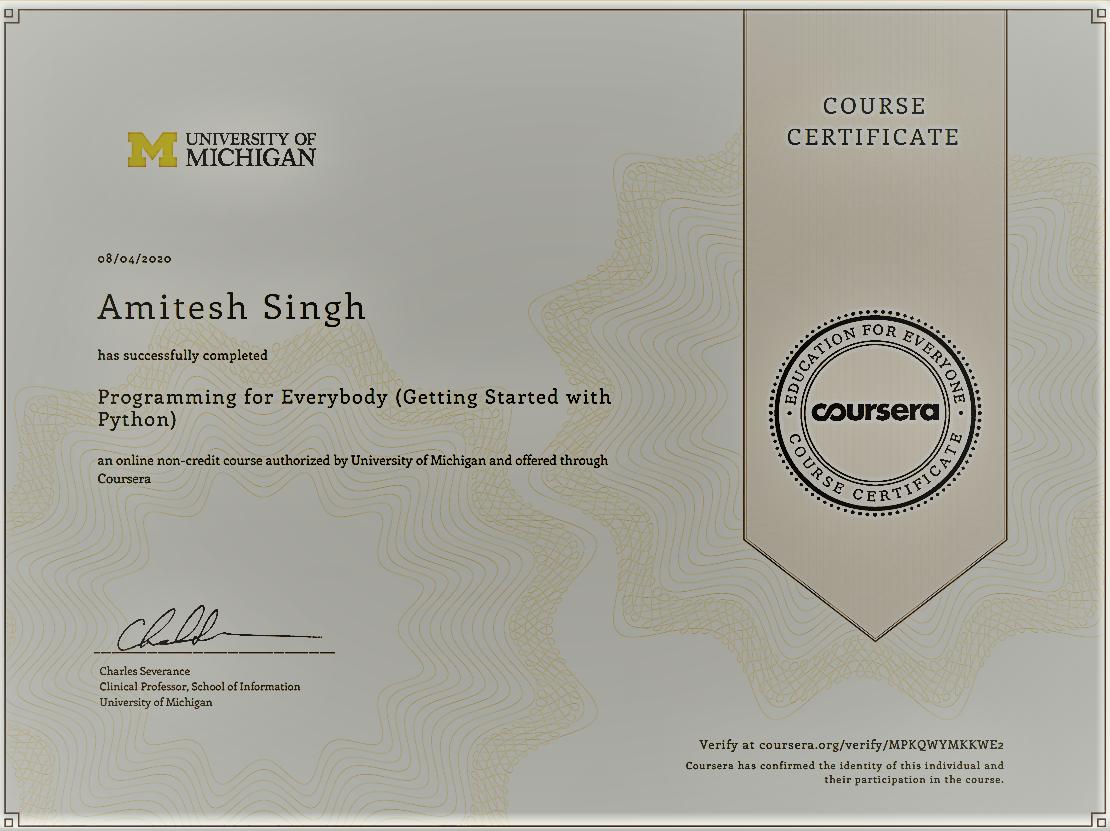 UNIVERSITY OF
MICHIGAN
08/04/2020
Amitesh Singh
has successfully completed
Programming for Everybody (Getting Started with
Python)
an online non-credit course authorized by University of Michigan and offered through
Coursera
Charles Severance
Clinical Professor, School of Information
University of Michigan
COURSE
CERTIFICATE
EDUCATION FOR EVERYONE
coursera
COURSE CERTIFICATE
Verify at coursera.org/verify/MPKQWYMKKWE2
Coursera has confirmed the identity of this individual and
their participation in the course.